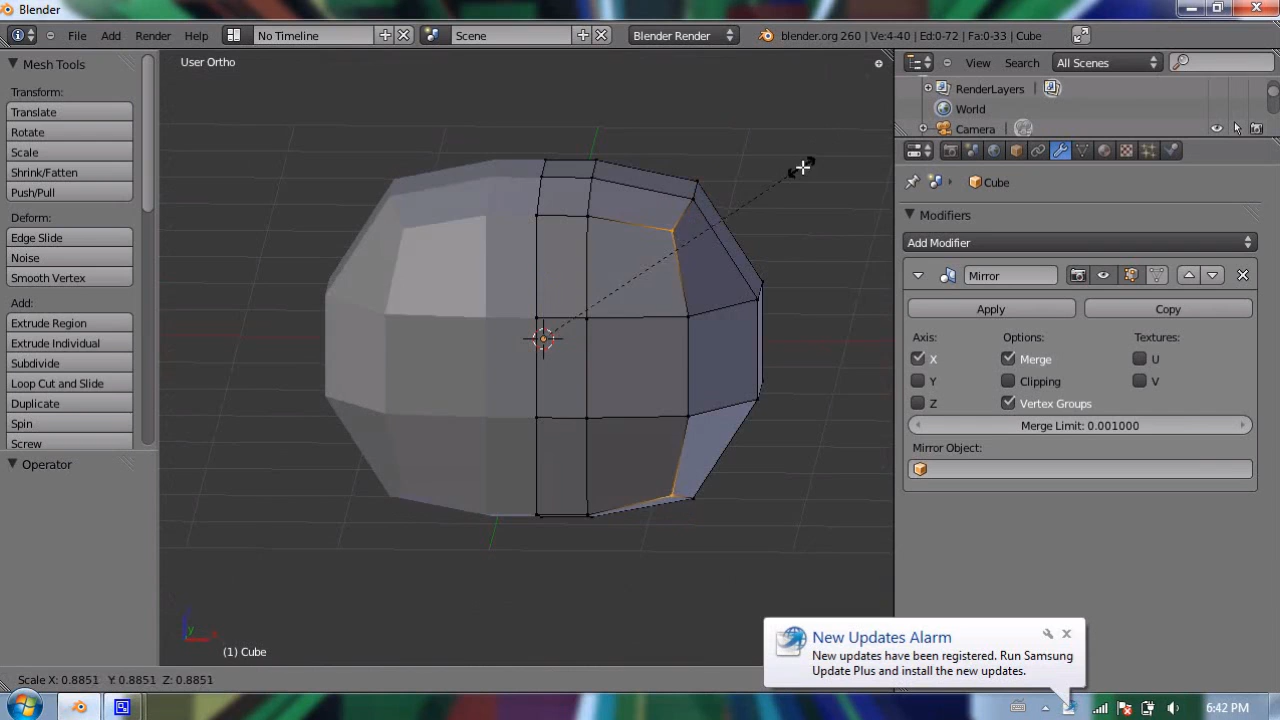 Blender
File Add Render Help No Timeline Scene Blender Render blender.org 260 | Ve:4-40 | Ed:0-72 | Fa:0-33 | Cube
Mesh Tools
Transform:
Translate
Rotate
Scale
Shrink/Fatten
Push/Pull
Deform:
Edge Slide
Noise
Smooth Vertex
Add:
Extrude Region
Extrude Individual
Subdivide
Loop Cut and Slide
Duplicate
Spin
Screw
Operator
User Ortho
z
y
x
(1) Cube
Scale X: 0.8851 Y: 0.8851 Z: 0.8851
View Search All Scenes
RenderLayers
World
Camera
Cube
Modifiers
Add Modifier
Mirror
Apply Copy
Axis: Options: Textures:
X Merge U
Y Clipping V
Z Vertex Groups
Merge Limit: 0.001000
Mirror Object:
New Updates Alarm
New updates have been registered. Run Samsung
Update Plus and install the new updates.
6:42 PM